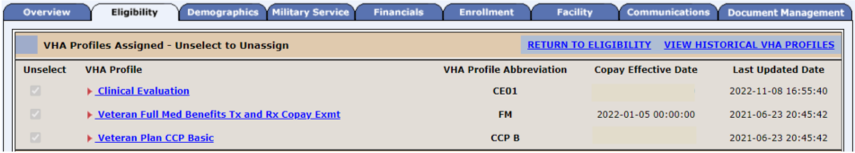 Overview Eligibility Demographics Military Service Financials Enrollment Facility Communications Document Management
VHA Profiles Assigned - Unselect to Unassign RETURN TO ELIGIBILITY VIEW HISTORICAL VHA PROFILES
Unselect VHA Profile VHA Profile Abbreviation Copay Effective Date Last Updated Date
Clinical Evaluation CE01 2022-11-08 16:55:40
Veteran Full Med Benefits Tx and Rx Copay Exmt FM 2022-01-05 00:00:00 2021-06-23 20:45:42
Veteran Plan CCP Basic CCP B 2021-06-23 20:45:42